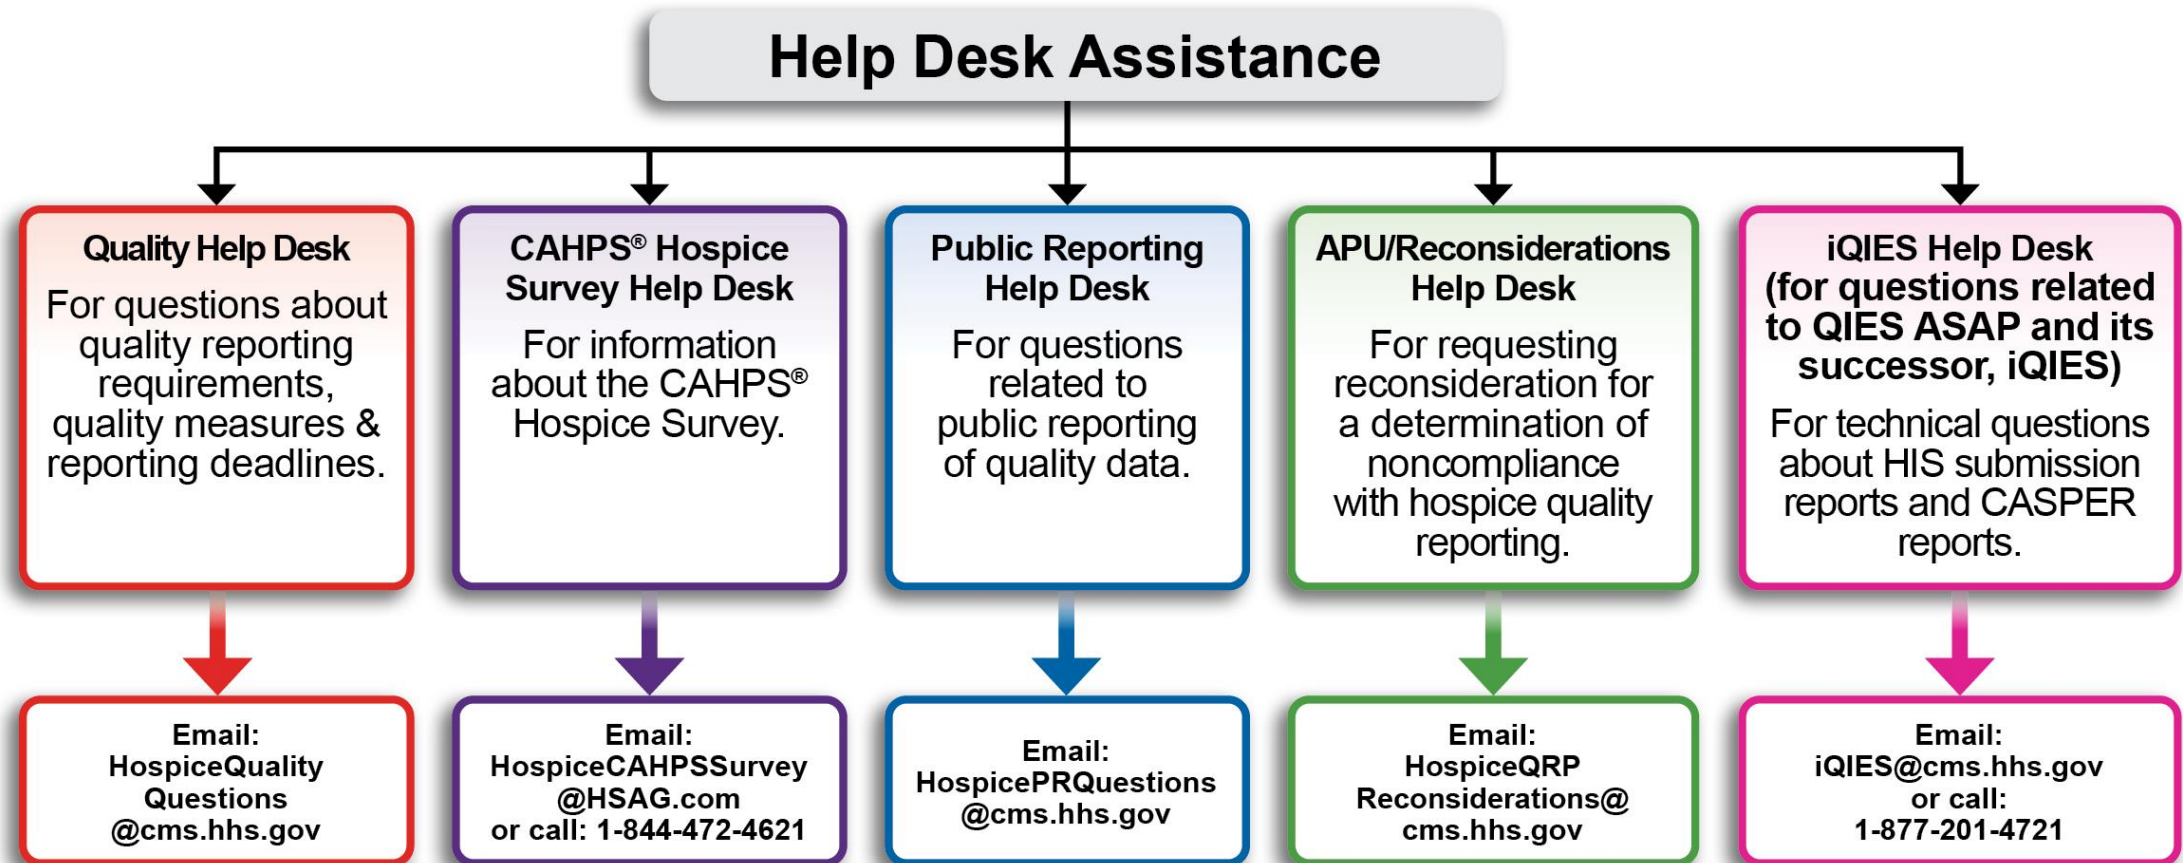 Help Desk Assistance
Quality Help Desk
For questions about
quality reporting
requirements,
quality measures &
reporting deadlines.
CAHPS® Hospice
Survey Help Desk
For information
about the CAHPS®
Hospice Survey.
Public Reporting
Help Desk
For questions
related to
public reporting
of quality data.
APU/Reconsiderations
Help Desk
For requesting
reconsideration for
a determination of
noncompliance
with hospice quality
reporting.
iQIES Help Desk
(for questions related
to QIES ASAP and its
successor, iQIES)
For technical questions
about HIS submission
reports and CASPER
reports.
Email:
HospiceQuality
Questions
@cms.hhs.gov
Email:
HospiceCAHPSSurvey
@HSAG.com
or call: 1-844-472-4621
Email:
HospicePRQuestions
@cms.hhs.gov
Email:
HospiceQRP
Reconsiderations@
cms.hhs.gov
Email:
iQIES@cms.hhs.gov
or call:
1-877-201-4721